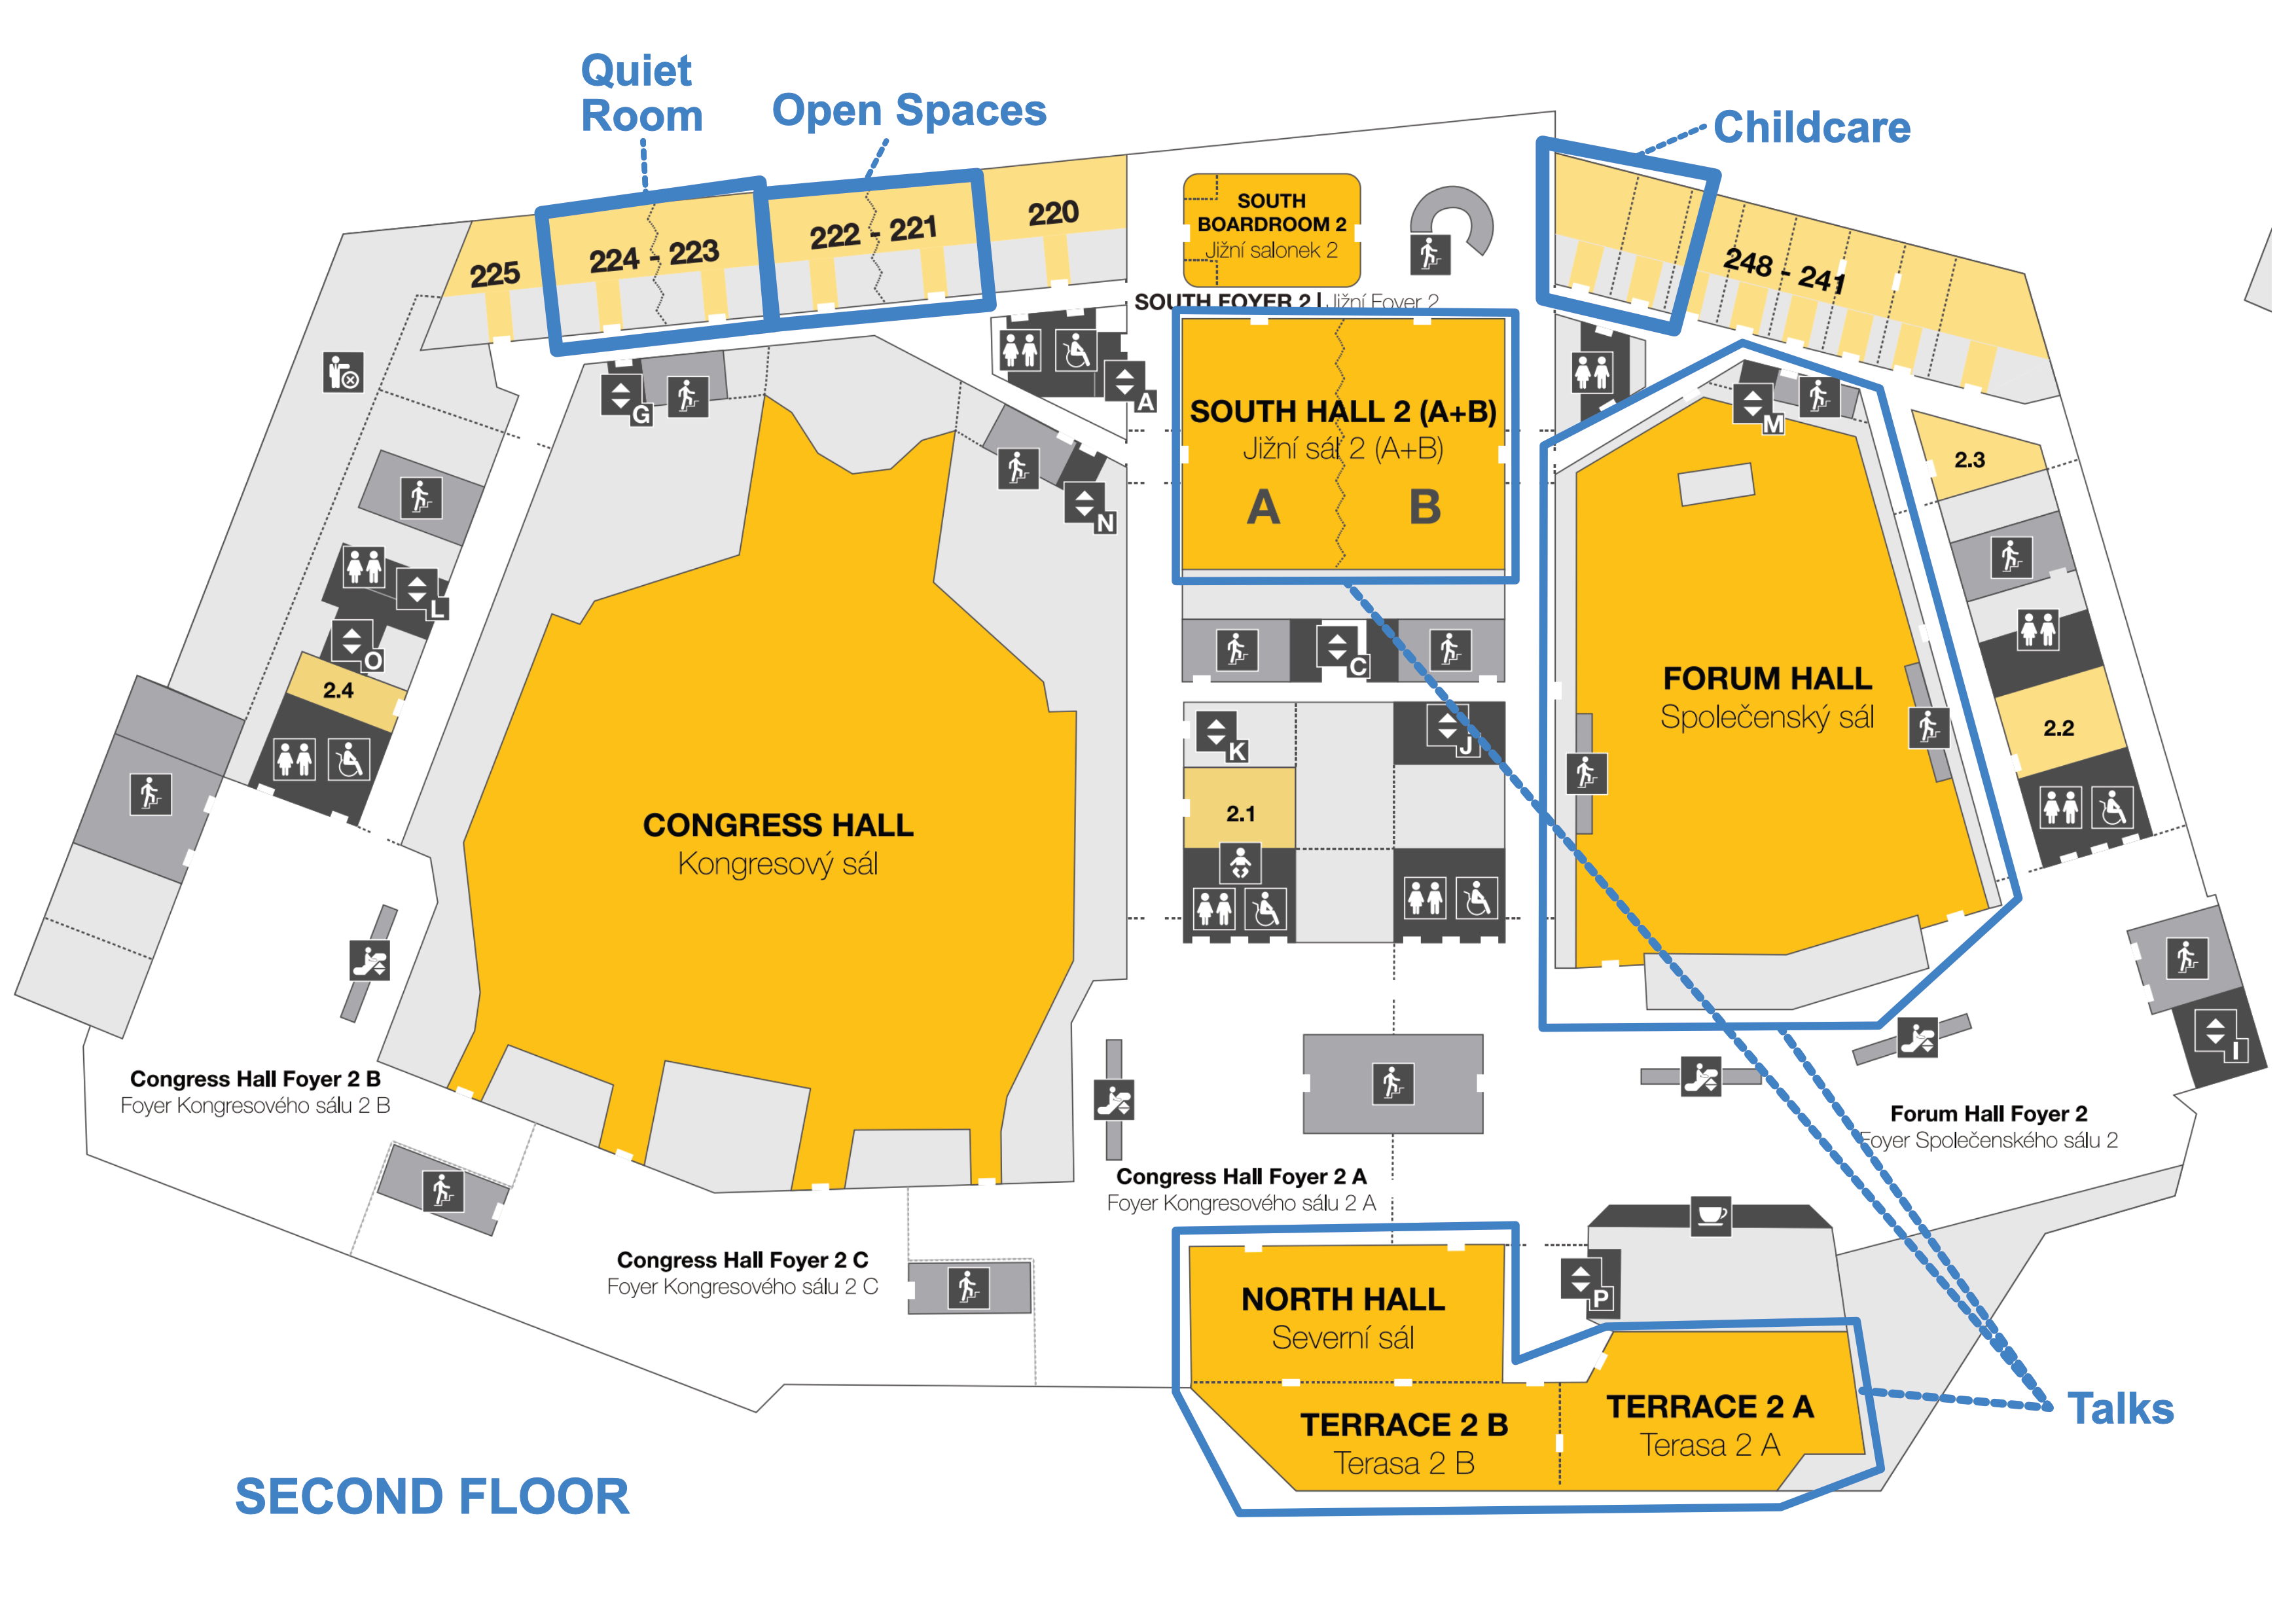 Quiet
Room
Open Spaces
Childcare
225
224 - 223
222 - 221
220
SOUTH
BOARDROOM 2
Jižní salonek 2
248 - 241
SOUTH FOYER 2 | Jižní Foyer 2
G
A
N
L
O
2.4
SOUTH HALL 2 (A+B)
Jižní sál 2 (A+B)
A
B
M
2.3
C
K
J
2.1
FORUM HALL
Společenský sál
2.2
CONGRESS HALL
Kongresový sál
I
Congress Hall Foyer 2 B
Foyer Kongresového sálu 2 B
Forum Hall Foyer 2
Foyer Společenského sálu 2
Congress Hall Foyer 2 A
Foyer Kongresového sálu 2 A
Congress Hall Foyer 2 C
Foyer Kongresového sálu 2 C
P
NORTH HALL
Severní sál
TERRACE 2 B
Terasa 2 B
TERRACE 2 A
Terasa 2 A
Talks
SECOND FLOOR